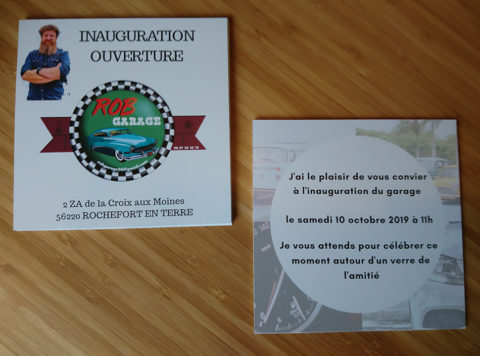 INAUGURATION
OUVERTURE
ROB
GARAGE
2 ZA de la Croix aux Moines
56220 ROCHEFORT EN TERRE
J'ai le plaisir de vous convier
à l'inauguration du garage
le samedi 10 octobre 2019 à 11h
Je vous attends pour célébrer ce
moment autour d'un verre de
l'amitié